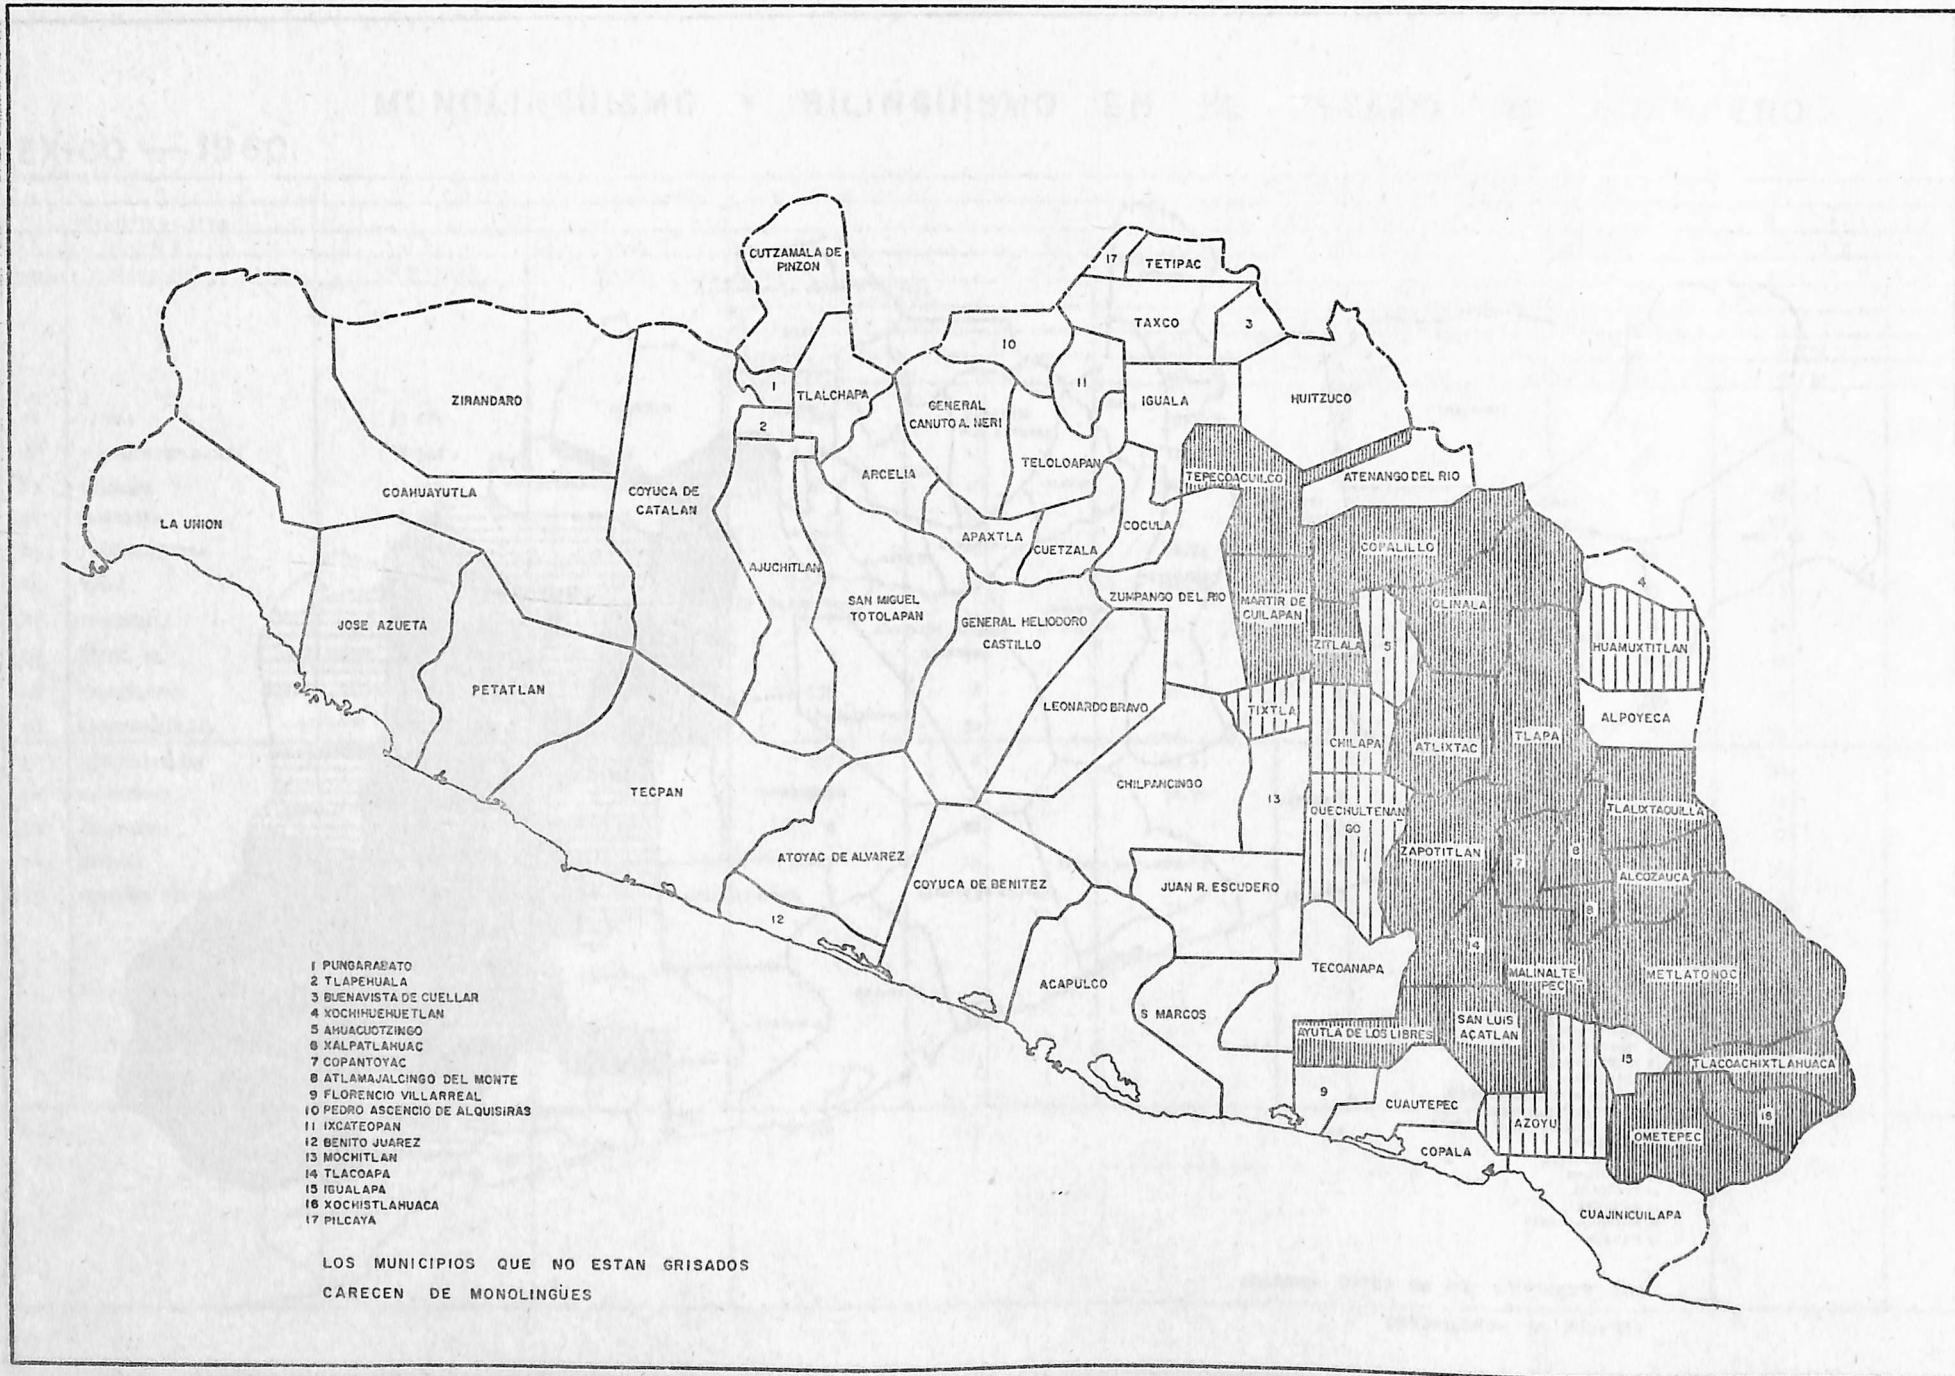 CUTZAMALA DE
PINZON
17
TETIPAC
TAXCO
3
10
11
1
TLALCHAPA
2
ZIRANDARO
GENERAL
CANUTO A. NERI
IGUALA
HUITZUCO
COAHUAYUTLA
COYUCA DE
CATALAN
ARCELIA
TELOLOAPAN
TEPECOACUILCO
ATENANGO DEL RIO
LA UNION
APAXTLA
CUETZALA
COCULA
COPALILLO
AJUCHITLAN
4
SAN MIGUEL
TOTOLAPAN
ZUMPANGO DEL RIO
MARTIR DE
CUILAPAN
OLINALA
JOSE AZUETA
GENERAL HELIODORO
CASTILLO
ZITLALA
5
HUAMUXTITLAN
PETATLAN
LEONARDO BRAVO
TIXTLA
ALPOYECA
CHILAPA
ATLIXTAC
TLAPA
TECPAN
CHILPANCINGO
13
QUECHULTENAN
GO
TLALIXTAQUILLA
ATOYAC DE ALVAREZ
ZAPOTITLAN
7
8
COYUCA DE BENITEZ
JUAN R. ESCUDERO
ALCOZAUCA
12
8
14
TECOANAPA
MALINALTE_
PEC
METLATONOC
ACAPULCO
S MARCOS
AYUTLA DE LOS LIBRES
SAN LUIS
ACATLAN
15
TLACOACHIXTLAHUACA
9
CUAUTEPEC
AZOYU
16
OMETEPEC
COPALA
CUAJINICUILAPA
1 PUNGARABATO
2 TLAPEHUALA
3 BUENAVISTA DE CUELLAR
4 XOCHIHUEHUETLAN
5 AHUACUOTZINGO
6 XALPATLAHUAC
7 COPANTOYAC
8 ATLAMAJALCINGO DEL MONTE
9 FLORENCIO VILLARREAL
10 PEDRO ASCENCIO DE ALQUISIRAS
11 IXCATEOPAN
12 BENITO JUAREZ
13 MOCHITLAN
14 TLACOAPA
15 IGUALAPA
16 XOCHISTLAHUACA
17 PILCAYA
LOS MUNICIPIOS QUE NO ESTAN GRISADOS
CARECEN DE MONOLINGÜES